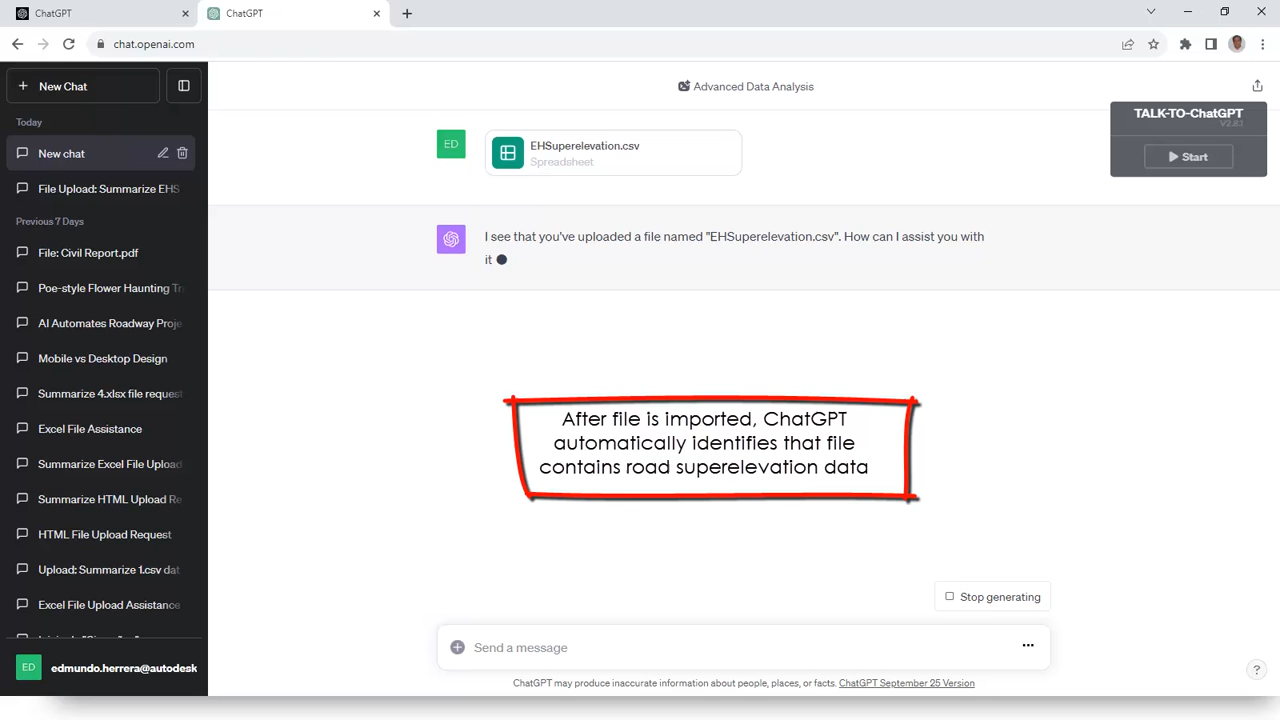 ChatGPT
ChatGPT
chat.openai.com
New Chat
Advanced Data Analysis
TALK-TO-ChatGPT
V2.8.1
Start
Today
New chat
File Upload: Summarize EHS
Previous 7 Days
File: Civil Report.pdf
Poe-style Flower Haunting Tr
AI Automates Roadway Proje
Mobile vs Desktop Design
Summarize 4.xlsx file request
Excel File Assistance
Summarize Excel File Upload
Summarize HTML Upload Re
HTML File Upload Request
Upload: Summarize 1.csv dat
Excel File Upload Assistance
ED
edmundo.herrera@autodesk
ED
EHSuperelevation.csv
Spreadsheet
I see that you've uploaded a file named "EHSuperelevation.csv". How can I assist you with
it
After file is imported, ChatGPT
automatically identifies that file
contains road superelevation data
Stop generating
Send a message
ChatGPT may produce inaccurate information about people, places, or facts. ChatGPT September 25 Version
?